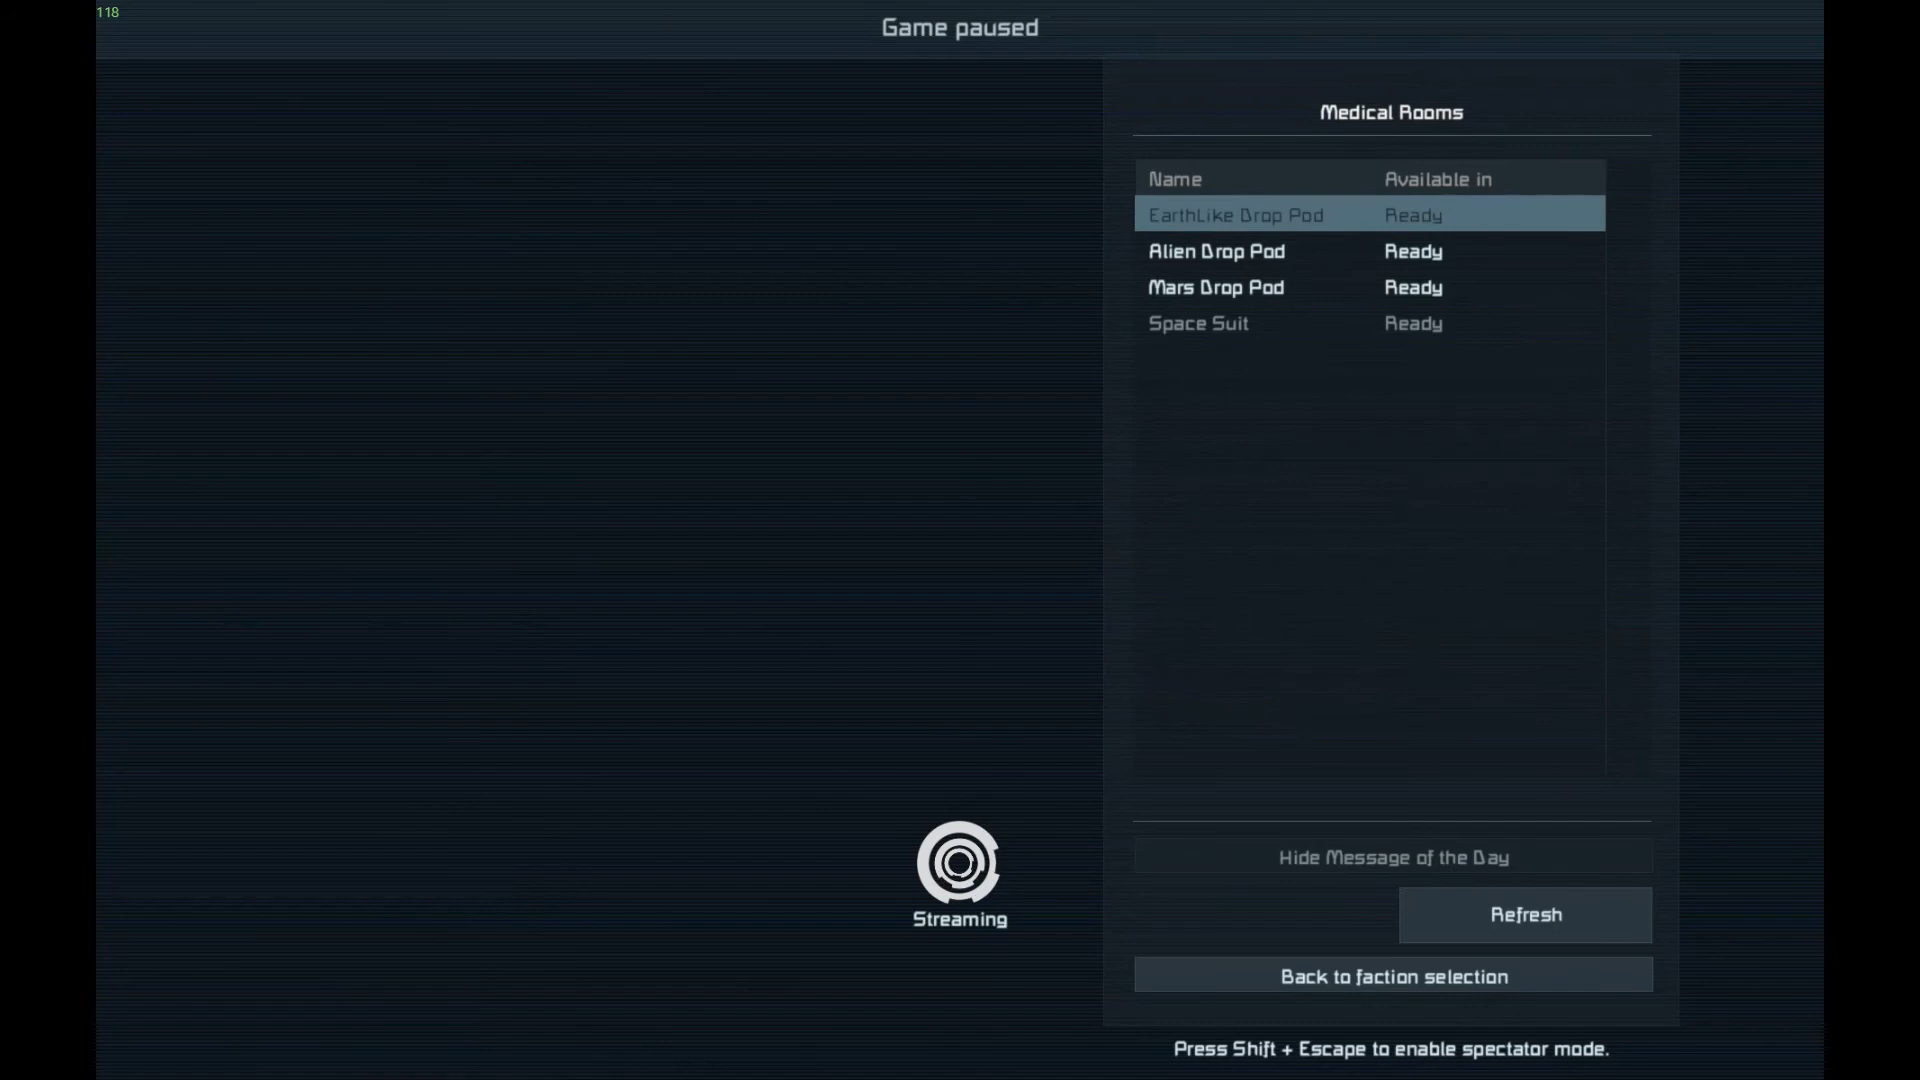 118
Game paused
Medical Rooms
Name Available in
EarthLike Drop Pod Ready
Alien Drop Pod Ready
Mars Drop Pod Ready
Space Suit Ready
Hide Message of the Day
Streaming
Refresh
Back to faction selection
Press Shift + Escape to enable spectator mode.